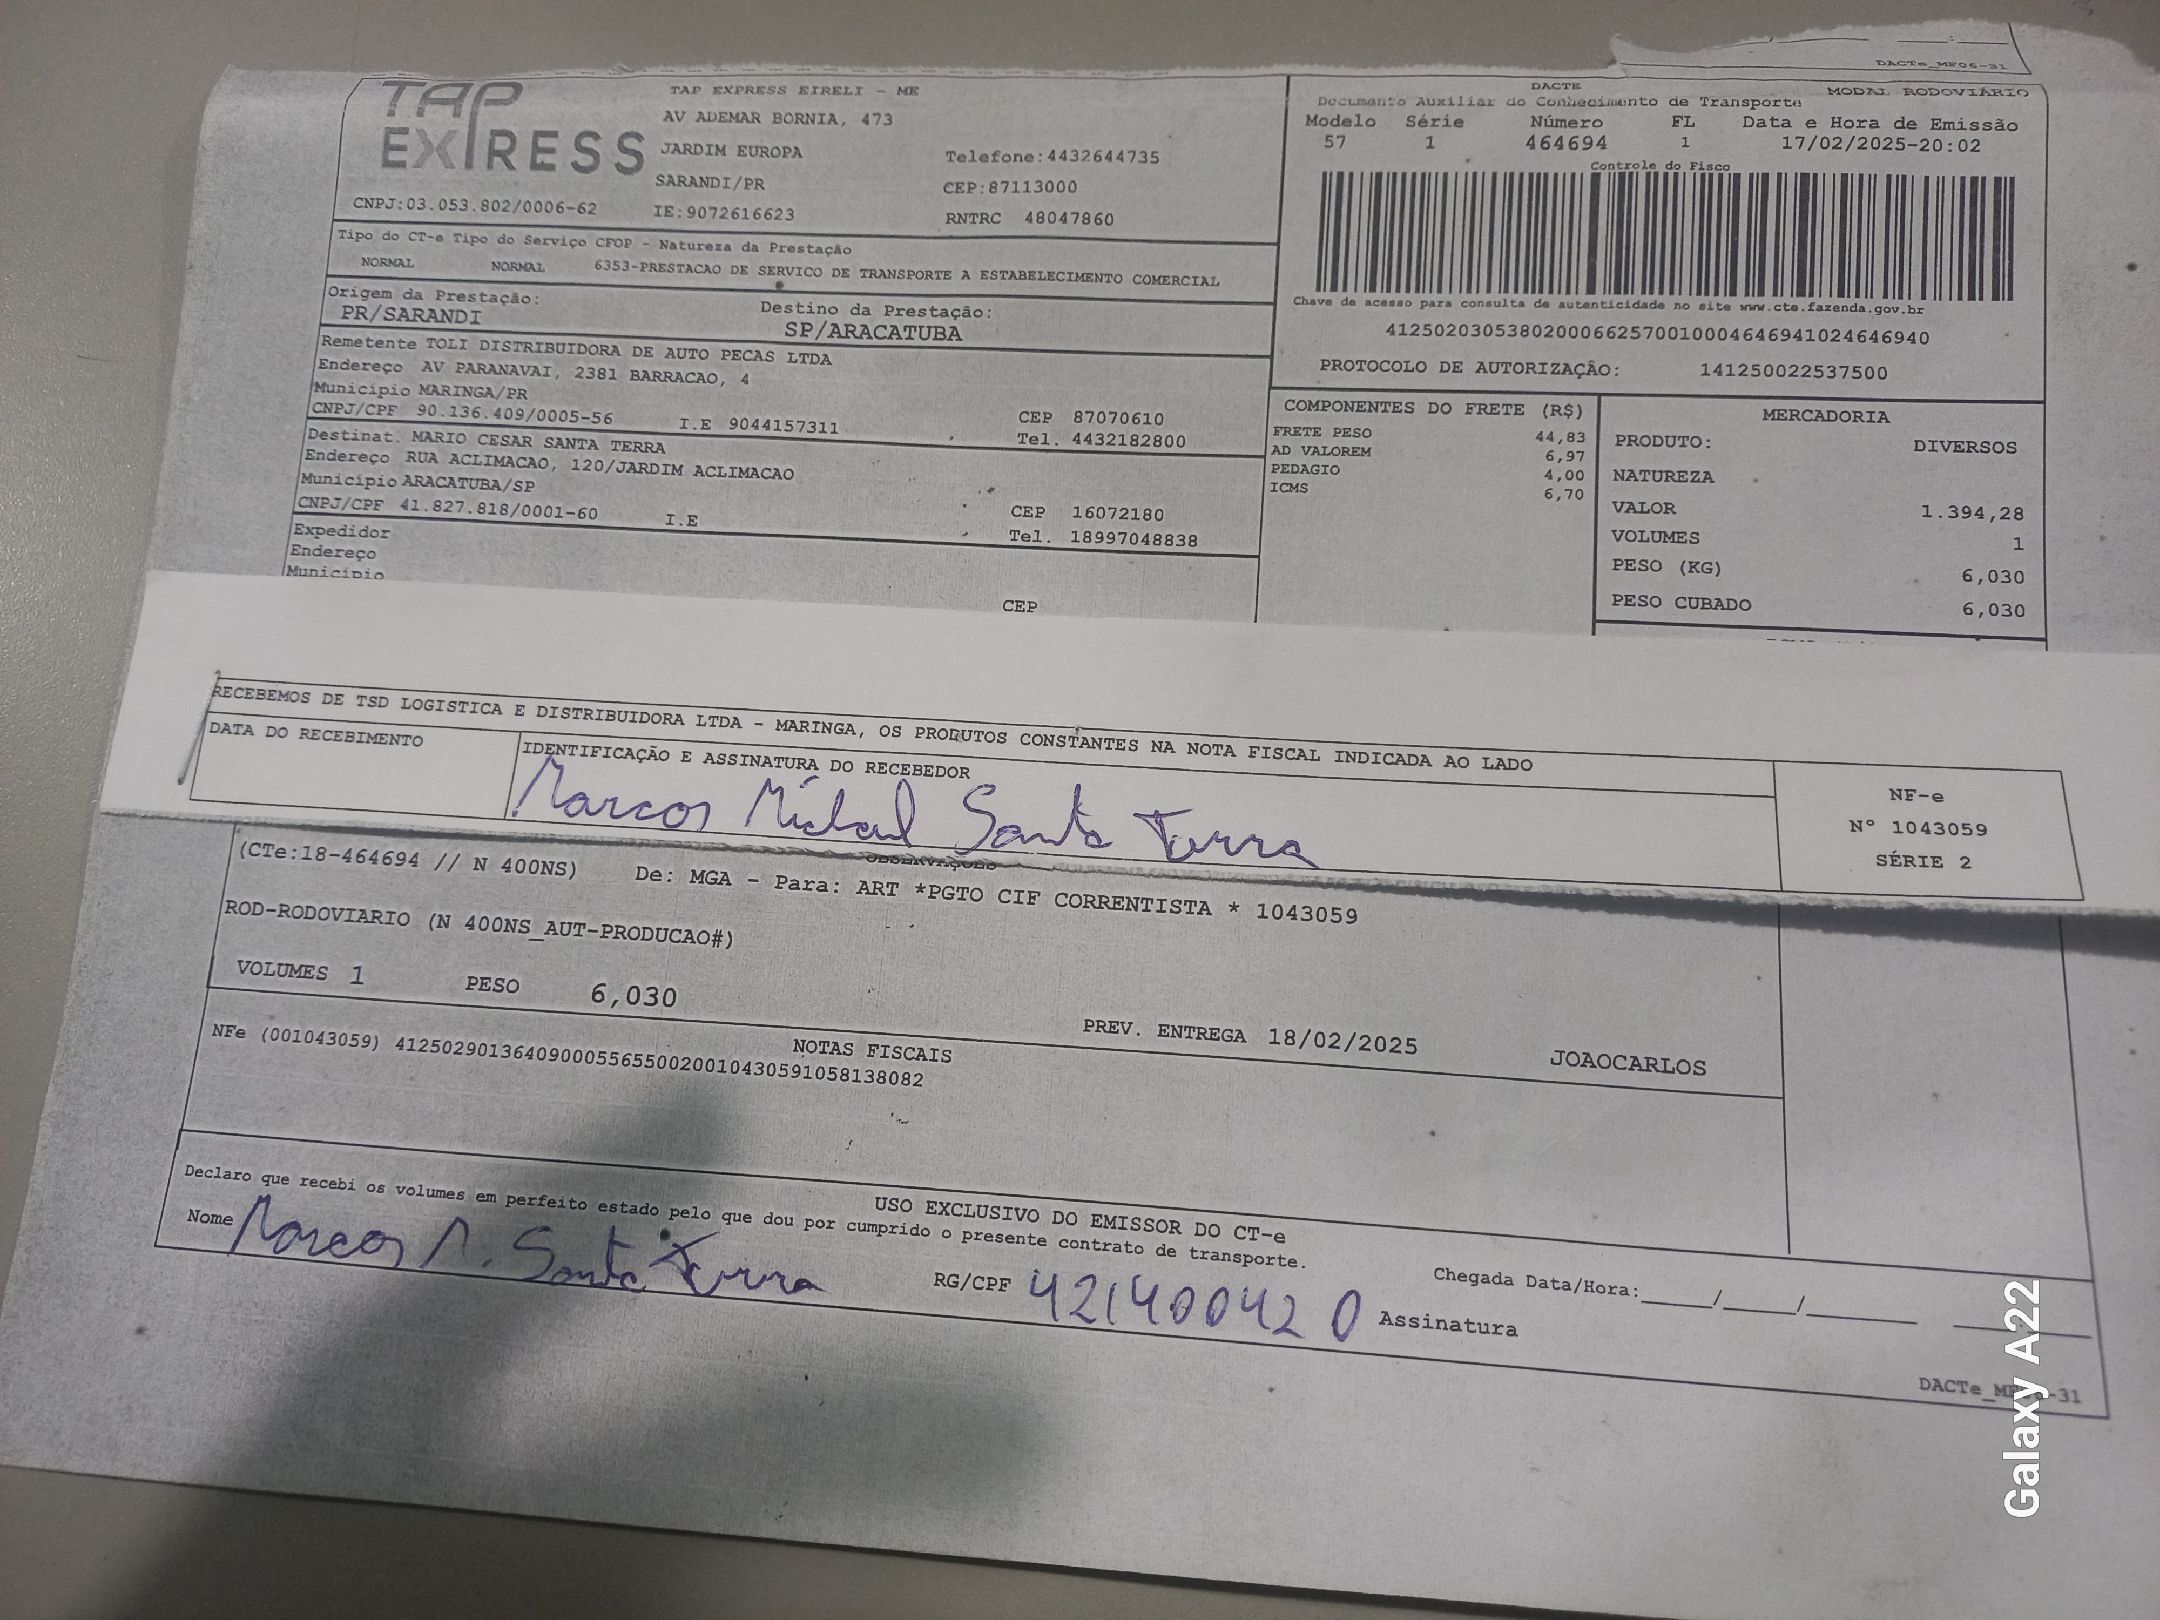 DACTe_MF06-31
TAP EXPRESS
TAP EXPRESS EIRELI - ME
AV ADEMAR BORNIA, 473
JARDIM EUROPA
Telefone:4432644735
SARANDI/PR
CEP:87113000
CNPJ:03.053.802/0006-62 IE:9072616623 RNTRC 48047860
DACTE MODAL RODOVIÁRIO
Documento Auxiliar do Conhecimento de Transporte
Modelo Série Número FL Data e Hora de Emissão
57 1 464694 1 17/02/2025-20:02
Controle do Fisco
Chave de acesso para consulta de autenticidade no site www.cte.fazenda.gov.br
41250203053802000662570010004646941024646940
PROTOCOLO DE AUTORIZAÇÃO: 141250022537500
Tipo do CT-e Tipo do Serviço CFOP - Natureza da Prestação
NORMAL NORMAL 6353-PRESTACAO DE SERVICO DE TRANSPORTE A ESTABELECIMENTO COMERCIAL
Origem da Prestação: Destino da Prestação:
PR/SARANDI SP/ARACATUBA
Remetente TOLI DISTRIBUIDORA DE AUTO PECAS LTDA
Endereço AV PARANAVAI, 2381 BARRACAO, 4
Município MARINGA/PR CEP 87070610
CNPJ/CPF 90.136.409/0005-56 I.E 9044157311 Tel. 4432182800
Destinat. MARIO CESAR SANTA TERRA
Endereço RUA ACLIMACAO, 120/JARDIM ACLIMACAO
Município ARACATUBA/SP CEP 16072180
CNPJ/CPF 41.827.818/0001-60 I.E Tel. 18997048838
Expedidor
Endereço
Município CEP
COMPONENTES DO FRETE (R$)
FRETE PESO 44,83
AD VALOREM 6,97
PEDAGIO 4,00
ICMS 6,70
MERCADORIA
PRODUTO: DIVERSOS
NATUREZA
VALOR 1.394,28
VOLUMES 1
PESO (KG) 6,030
PESO CUBADO 6,030
RECEBEMOS DE TSD LOGISTICA E DISTRIBUIDORA LTDA - MARINGA, OS PRODUTOS CONSTANTES NA NOTA FISCAL INDICADA AO LADO
DATA DO RECEBIMENTO IDENTIFICAÇÃO E ASSINATURA DO RECEBEDOR
Marcos Michael Santa Terra
NF-e
Nº 1043059
SÉRIE 2
OBSERVAÇÕES
(CTe:18-464694 // N 400NS) De: MGA - Para: ART *PGTO CIF CORRENTISTA * 1043059
ROD-RODOVIARIO (N 400NS_AUT-PRODUCAO#)
VOLUMES 1 PESO 6,030 PREV. ENTREGA 18/02/2025 JOAOCARLOS
NOTAS FISCAIS
NFe (001043059) 41250290136409000556550020010430591058138082
USO EXCLUSIVO DO EMISSOR DO CT-e
Declaro que recebi os volumes em perfeito estado pelo que dou por cumprido o presente contrato de transporte.
Nome Marcos M. Santa Terra RG/CPF 421400420 Assinatura Chegada Data/Hora:____/____/______
DACTe_MF06-31
Galaxy A22